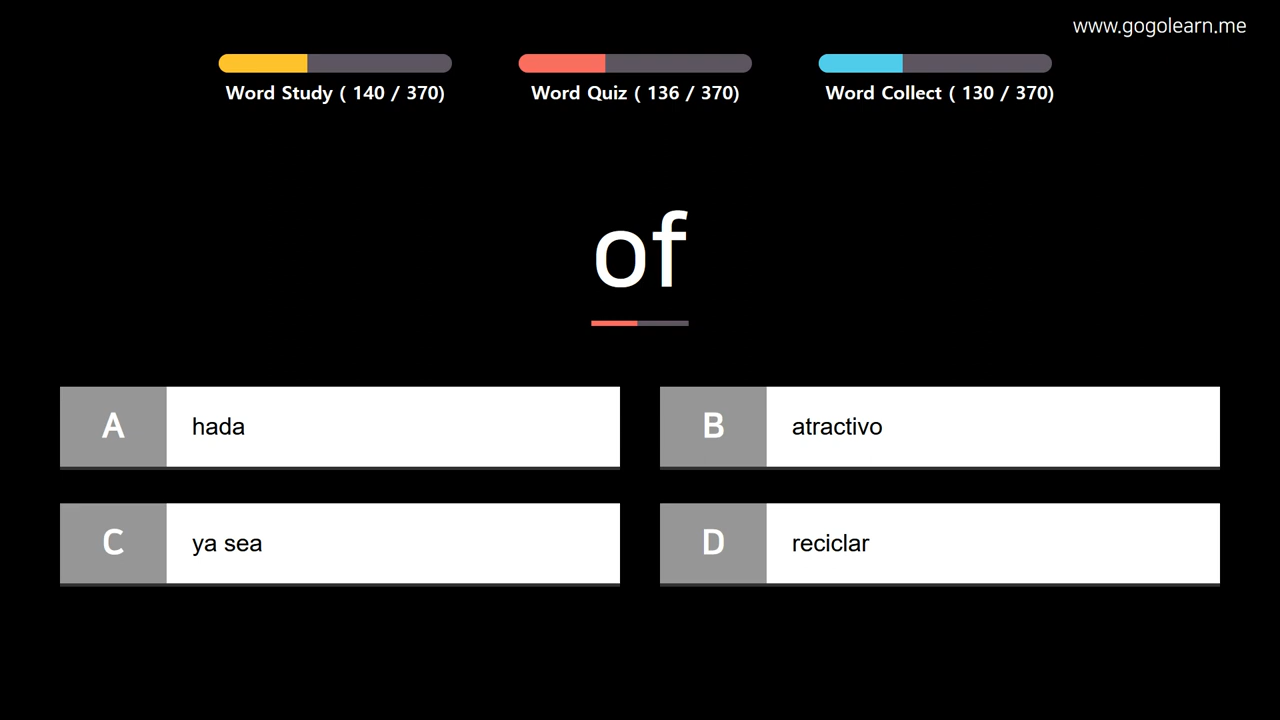 www.gogolearn.me
Word Study ( 140 / 370)
Word Quiz ( 136 / 370)
Word Collect ( 130 / 370)
of
A hada
B atractivo
C ya sea
D reciclar